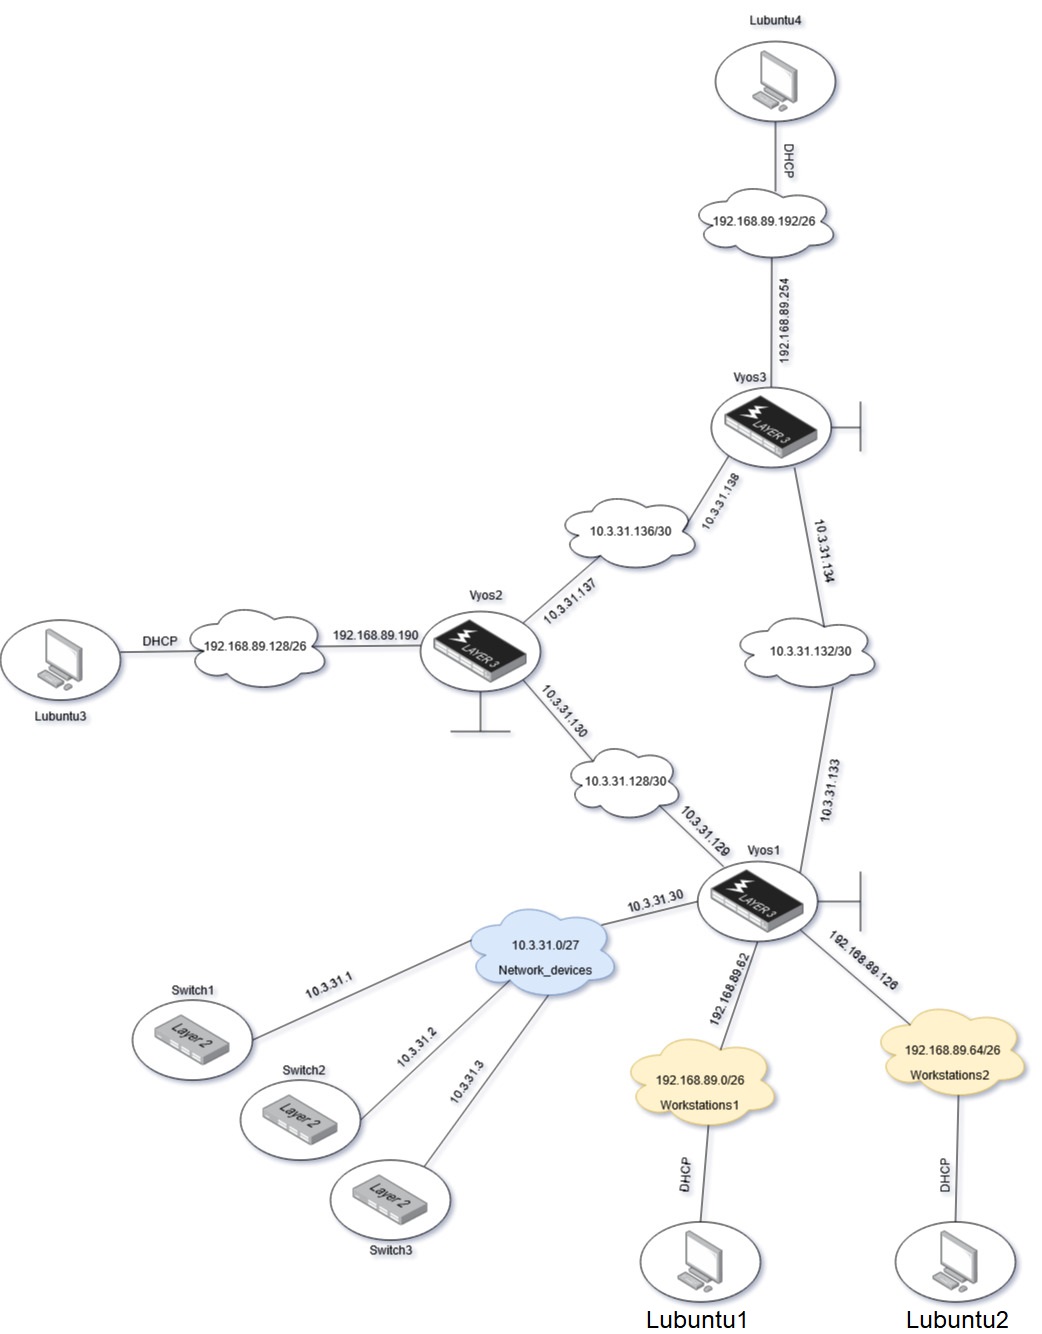 Lubuntu4
DHCP
192.168.89.192/26
192.168.89.254
Vyos3
LAYER 3
10.3.31.138
10.3.31.134
10.3.31.136/30
10.3.31.137
Vyos2
LAYER 3
192.168.89.190
DHCP
192.168.89.128/26
Lubuntu3
10.3.31.132/30
10.3.31.130
10.3.31.128/30
10.3.31.133
10.3.31.129
Vyos1
LAYER 3
10.3.31.30
10.3.31.0/27
Network_devices
192.168.89.62
192.168.89.126
10.3.31.1
Switch1
Layer 2
10.3.31.2
Switch2
Layer 2
10.3.31.3
Layer 2
Switch3
192.168.89.0/26
Workstations1
192.168.89.64/26
Workstations2
DHCP
DHCP
Lubuntu1
Lubuntu2